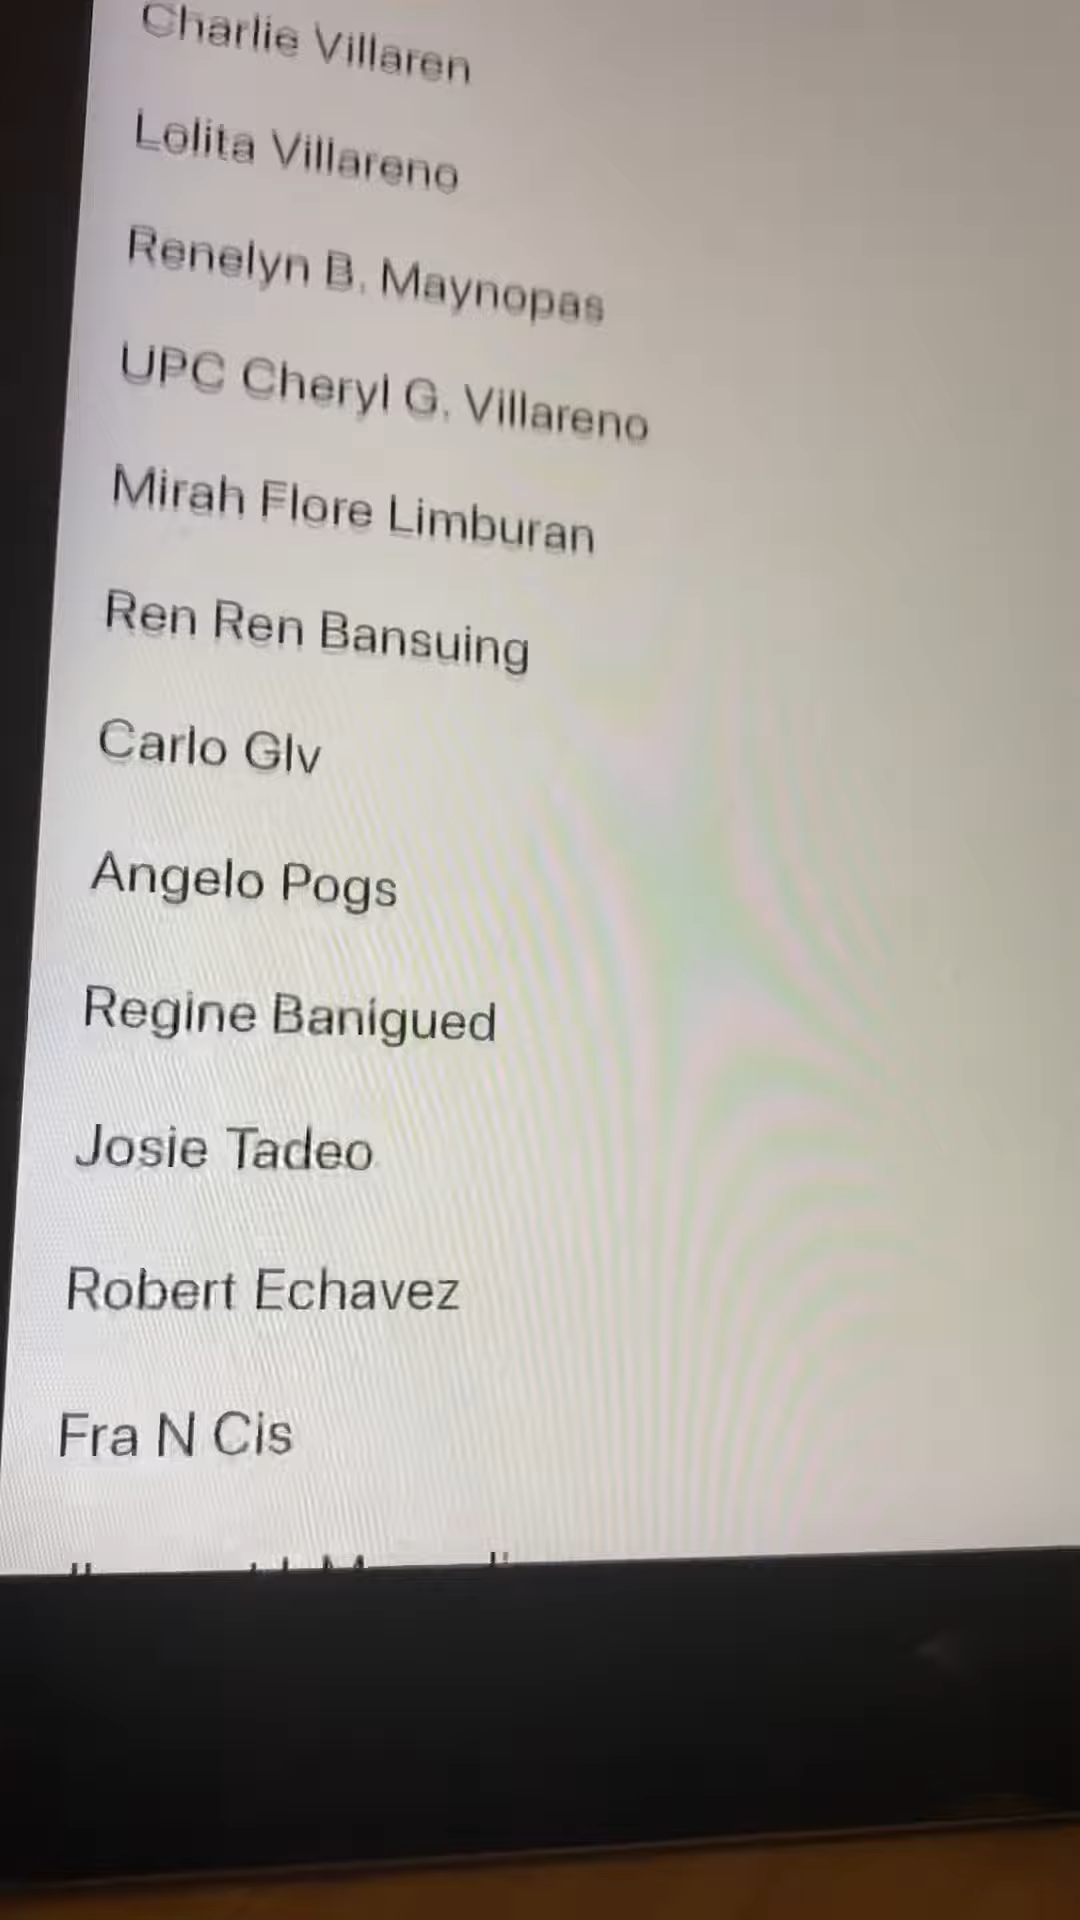 Charlie Villaren
Lolita Villareno
Renelyn B. Maynopas
UPC Cheryl G. Villareno
Mirah Flore Limburan
Ren Ren Bansuing
Carlo Glv
Angelo Pogs
Regine Banigued
Josie Tadeo
Robert Echavez
Fra N Cis